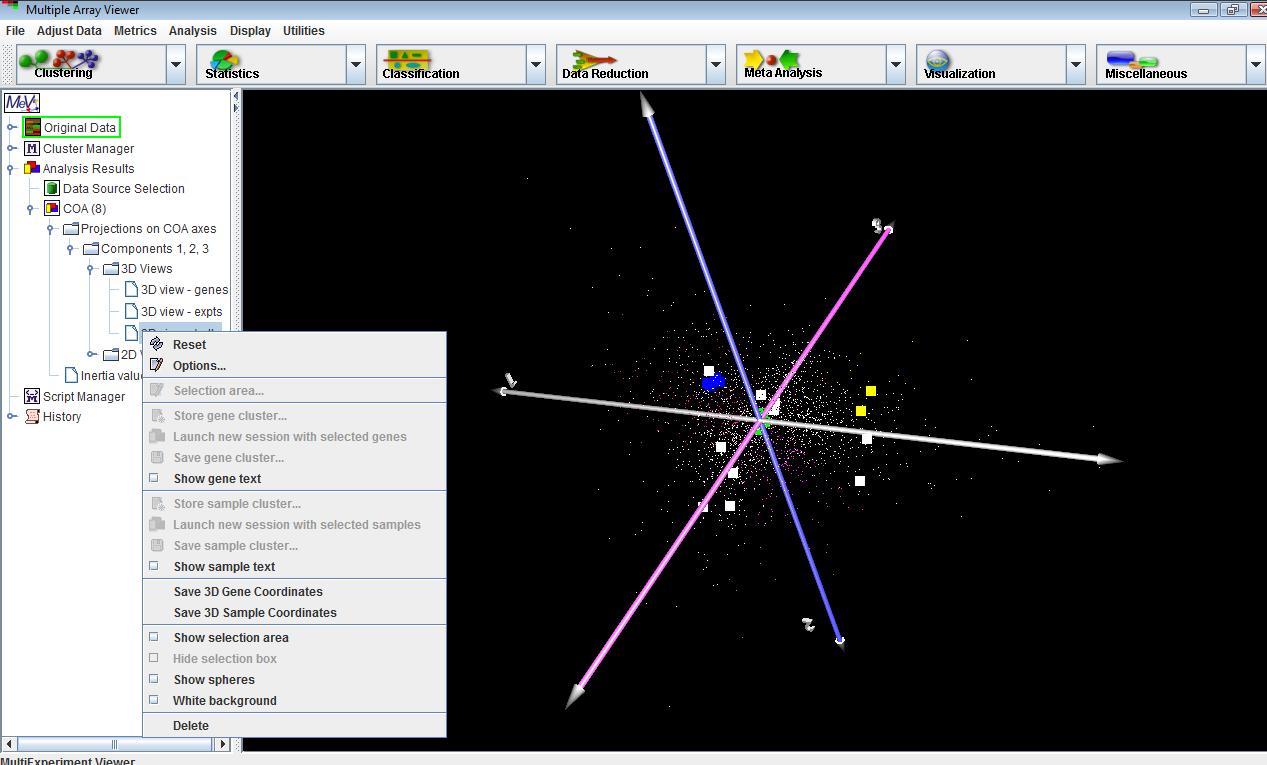 Multiple Array Viewer
File Adjust Data Metrics Analysis Display Utilities
Clustering Statistics Classification Data Reduction Meta Analysis Visualization Miscellaneous
MeV
Original Data
Cluster Manager
Analysis Results
Data Source Selection
COA (8)
Projections on COA axes
Components 1, 2, 3
3D Views
3D view - genes
3D view - expts
2D V
Inertia valu
Script Manager
History
Reset
Options...
Selection area...
Store gene cluster...
Launch new session with selected genes
Save gene cluster...
Show gene text
Store sample cluster...
Launch new session with selected samples
Save sample cluster...
Show sample text
Save 3D Gene Coordinates
Save 3D Sample Coordinates
Show selection area
Hide selection box
Show spheres
White background
Delete
1
3
2
MultiExperiment Viewer